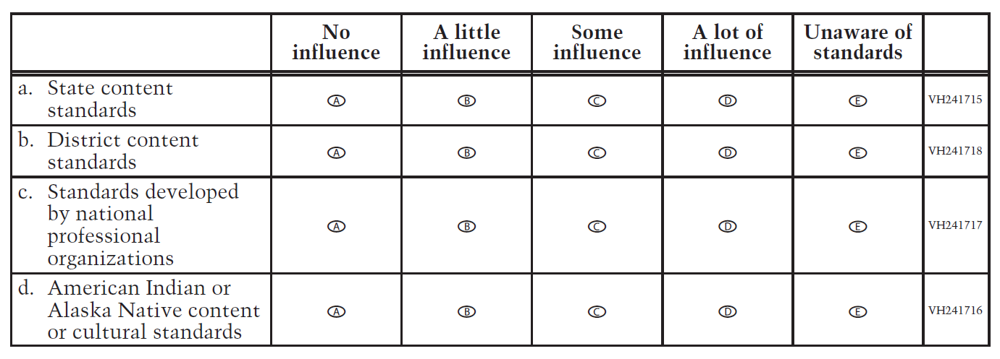 No influence
A little influence
Some influence
A lot of influence
Unaware of standards
a. State content
standards
A B C D E VH241715
b. District content
standards
A B C D E VH241718
c. Standards developed
by national
professional
organizations
A B C D E VH241717
d. American Indian or
Alaska Native content
or cultural standards
A B C D E VH241716